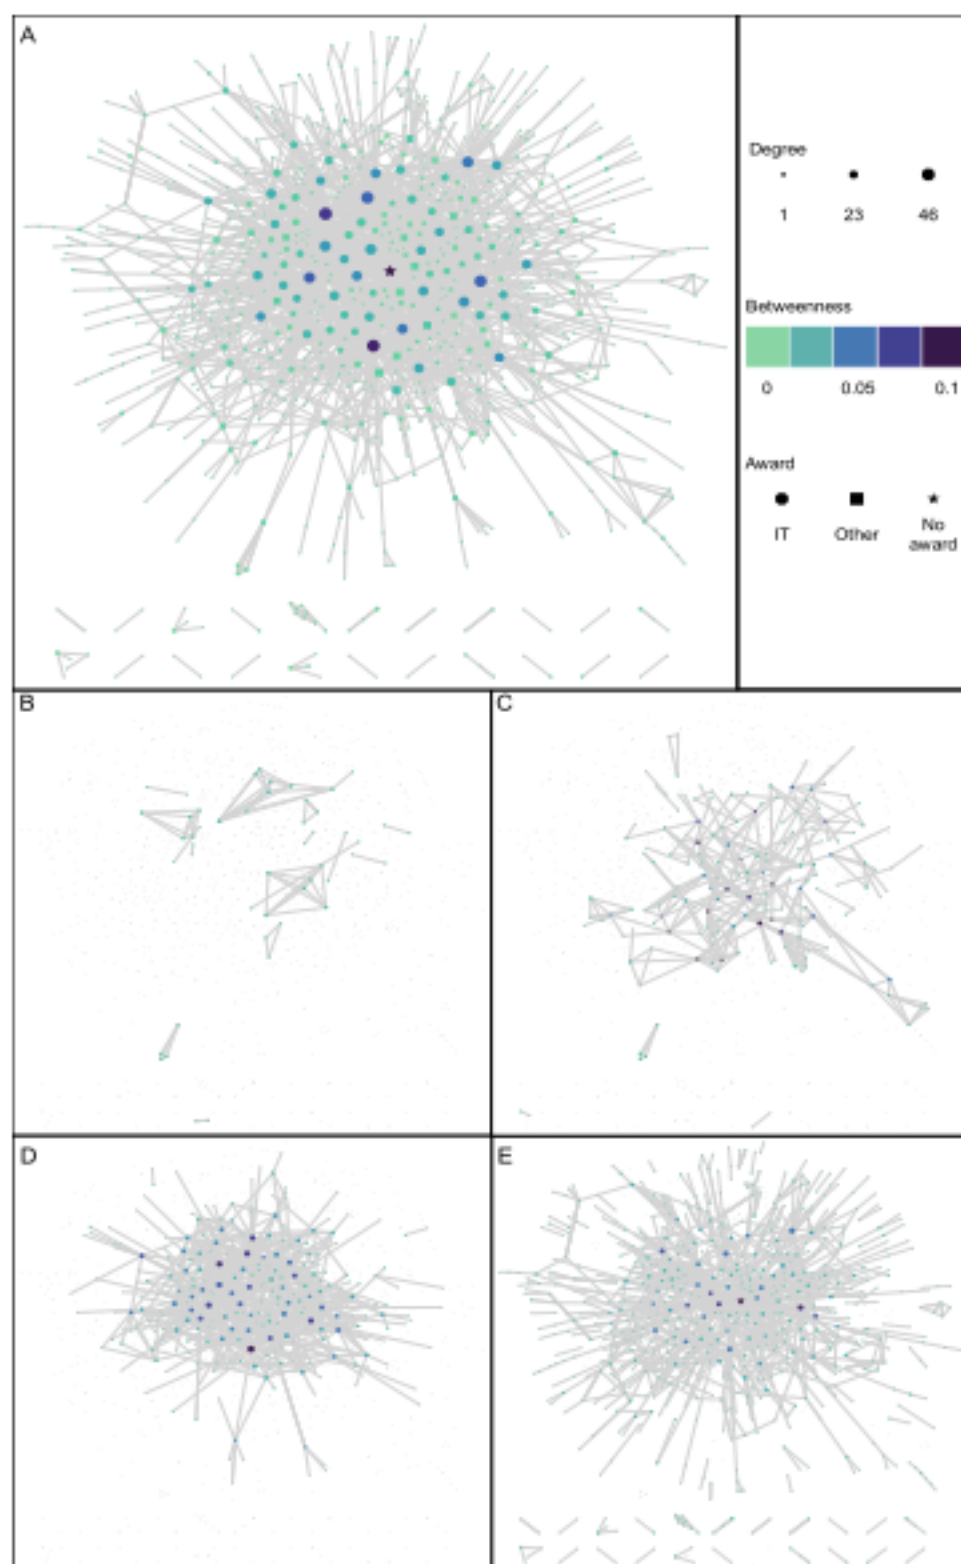 A
Degree
1 23 46
Betweenness
0 0.05 0.1
Award
IT Other No award
B
C
D
E